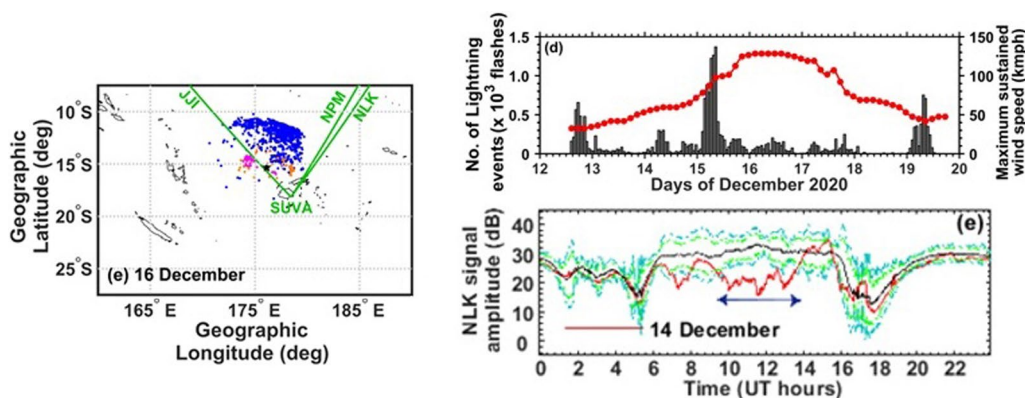 JJI
NPM
NLK
SUVA
10°S
15°S
20°S
25°S
Geographic
Latitude (deg)
(e) 16 December
165°E
175°E
185°E
Geographic
Longitude (deg)
(d)
No. of Lightning
events (x 10³ flashes)
1.5
1.0
0.5
0
150
120
90
60
30
0
Maximum sustained
wind speed (kmph)
12 13 14 15 16 17 18 19 20
Days of December 2020
(e)
NLK signal
amplitude (dB)
40
30
20
10
0
14 December
0 2 4 6 8 10 12 14 16 18 20 22
Time (UT hours)